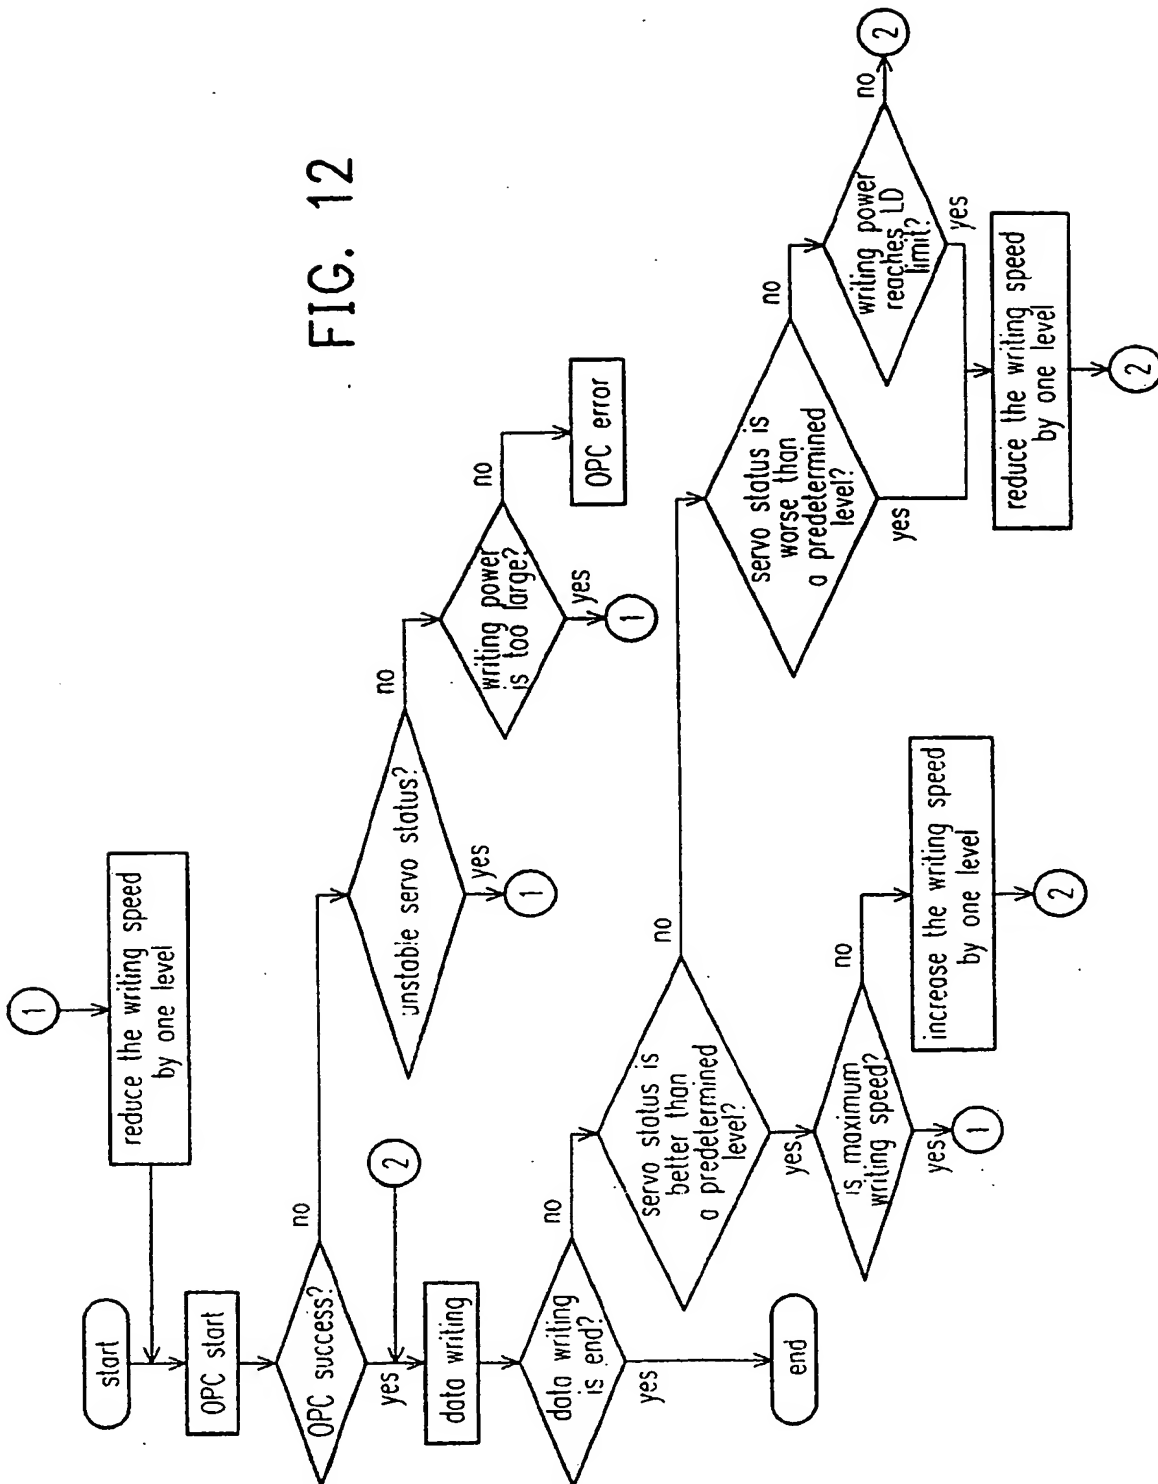 FIG. 12
1
reduce the writing speed
by one level
start
OPC start
OPC success?
no
yes
unstable servo status?
no
yes
1
writing power
is too large?
no
yes
1
OPC error
2
data writing
data writing
is end?
no
yes
end
servo status is
better than
a predetermined
level?
no
yes
is maximum
writing speed?
no
yes
1
increase the writing speed
by one level
2
servo status is
worse than
a predetermined
level?
no
yes
writing power
reaches LD
limit?
no
2
yes
reduce the writing speed
by one level
2